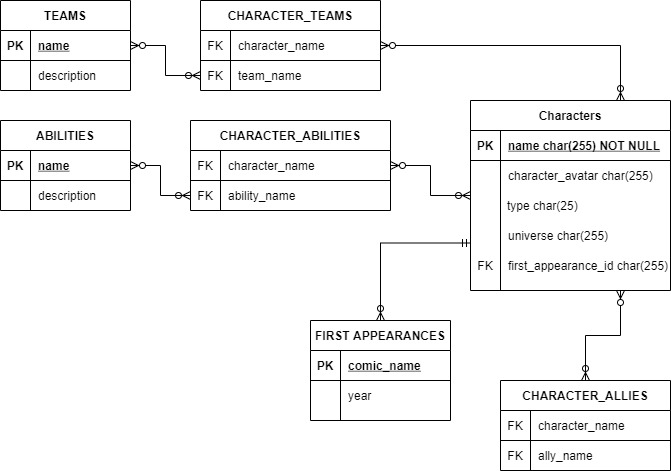 TEAMS
PK name
description
CHARACTER_TEAMS
FK character_name
FK team_name
ABILITIES
PK name
description
CHARACTER_ABILITIES
FK character_name
FK ability_name
Characters
PK name char(255) NOT NULL
character_avatar char(255)
type char(25)
universe char(255)
FK first_appearance_id char(255)
FIRST APPEARANCES
PK comic_name
year
CHARACTER_ALLIES
FK character_name
FK ally_name